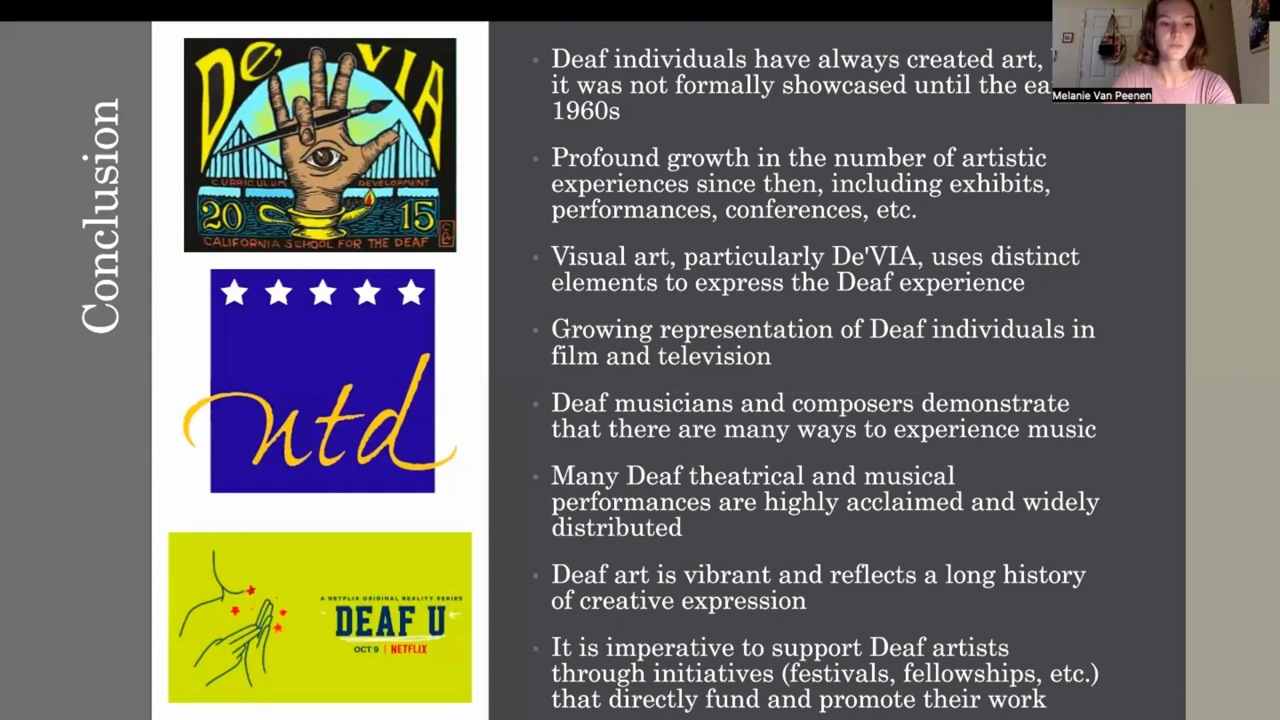 Conclusion
De VIA
CURRICULUM DEVELOPMENT
20 15
CALIFORNIA SCHOOL FOR THE DEAF
ntd
A NETFLIX ORIGINAL REALITY SERIES
DEAF U
OCT 9 | NETFLIX
Deaf individuals have always created art,
it was not formally showcased until the
1960s
Profound growth in the number of artistic
experiences since then, including exhibits,
performances, conferences, etc.
Visual art, particularly De'VIA, uses distinct
elements to express the Deaf experience
Growing representation of Deaf individuals in
film and television
Deaf musicians and composers demonstrate
that there are many ways to experience music
Many Deaf theatrical and musical
performances are highly acclaimed and widely
distributed
Deaf art is vibrant and reflects a long history
of creative expression
It is imperative to support Deaf artists
through initiatives (festivals, fellowships, etc.)
that directly fund and promote their work
Melanie Van Peenen